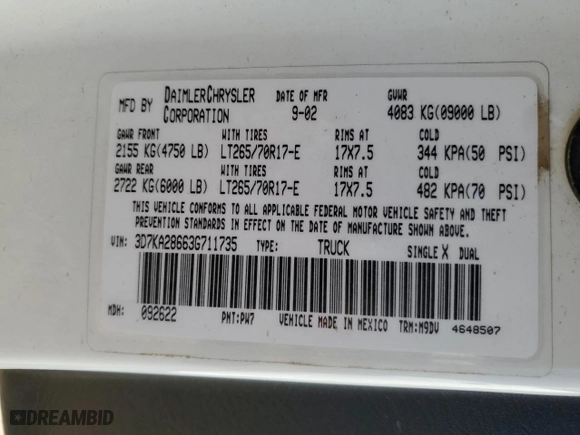 MFD BY DAIMLERCHRYSLER CORPORATION DATE OF MFR 9-02 GVWR 4083 KG(09000 LB)
GAWR FRONT WITH TIRES RIMS AT COLD
2155 KG(4750 LB) LT265/70R17-E 17X7.5 344 KPA(50 PSI)
GAWR REAR WITH TIRES RIMS AT COLD
2722 KG(6000 LB) LT265/70R17-E 17X7.5 482 KPA(70 PSI)
THIS VEHICLE CONFORMS TO ALL APPLICABLE FEDERAL MOTOR VEHICLE SAFETY AND THEFT
PREVENTION STANDARDS IN EFFECT ON THE DATE OF MANUFACTURE SHOWN ABOVE.
VIN: 3D7KA28663G711735 TYPE: TRUCK SINGLE X DUAL
MDH: 092622 PNT:PW7 VEHICLE MADE IN MEXICO TRM:M9DV 4648507
DREAMBID